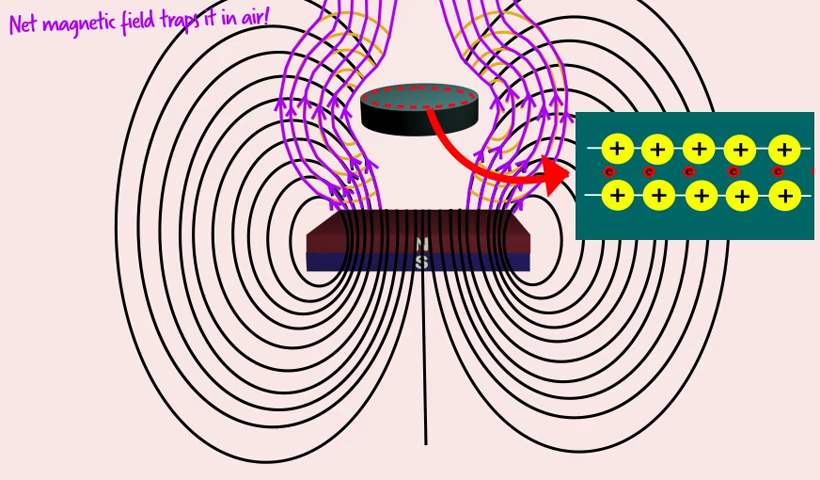 Net magnetic field traps it in air!
+ + + + +
e e e e e
+ + + + +
N
S